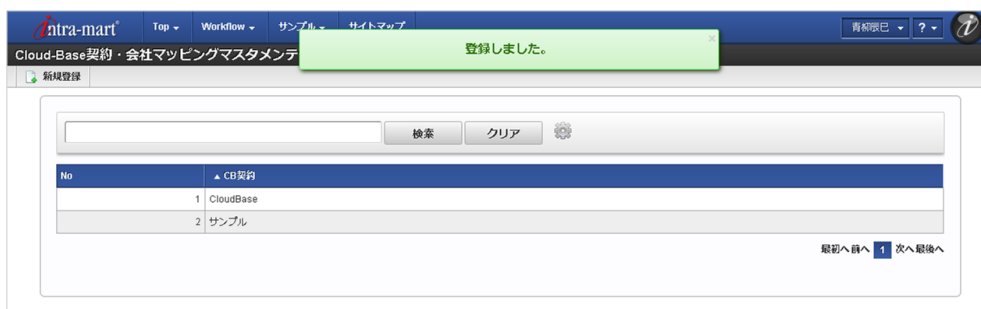 intra-mart Top Workflow サンプル サイトマップ 青柳辰巳 ?
登録しました。 ×
Cloud-Base契約・会社マッピングマスタメンテ
新規登録
検索 クリア
No ▲ CB契約
1 CloudBase
2 サンプル
最初へ 前へ 1 次へ 最後へ